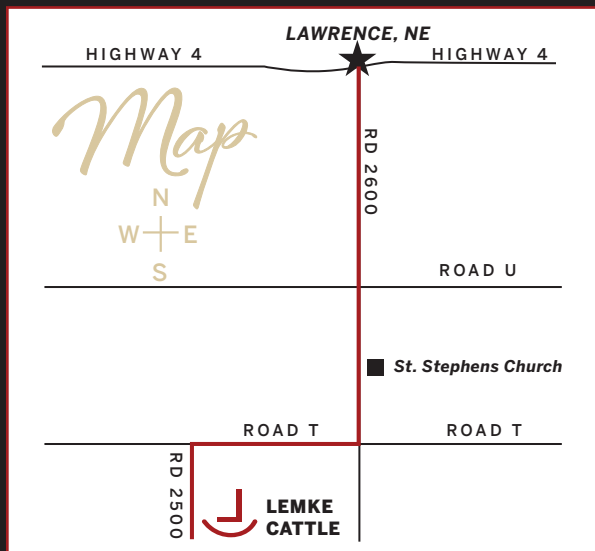 LAWRENCE, NE
HIGHWAY 4
HIGHWAY 4
Map
RD 2600
N
W E
S
ROAD U
St. Stephens Church
ROAD T
ROAD T
RD 2500
LEMKE
CATTLE